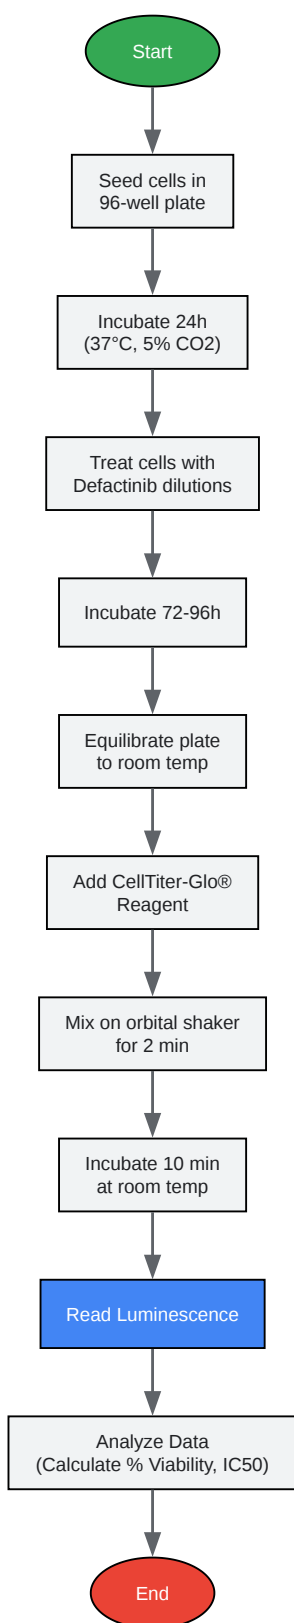 Start
Seed cells in
96-well plate
Incubate 24h
(37°C, 5% CO2)
Treat cells with
Defactinib dilutions
Incubate 72-96h
Equilibrate plate
to room temp
Add CellTiter-Glo®
Reagent
Mix on orbital shaker
for 2 min
Incubate 10 min
at room temp
Read Luminescence
Analyze Data
(Calculate % Viability, IC50)
End